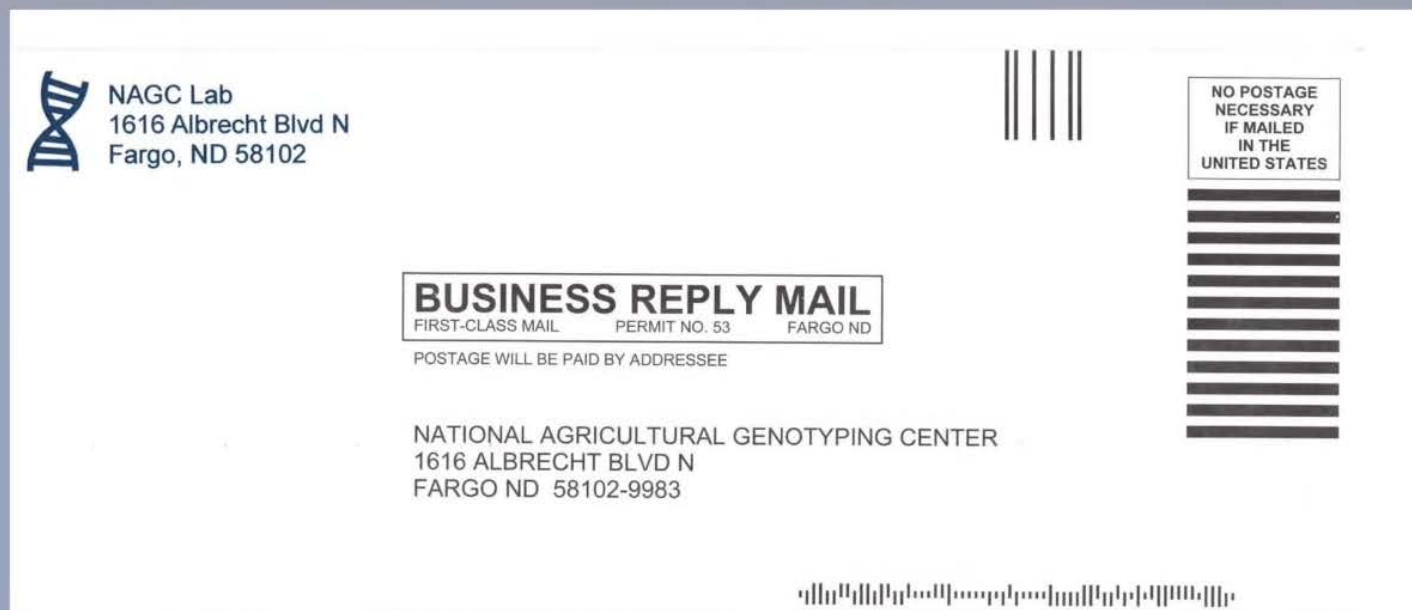 NAGC Lab
1616 Albrecht Blvd N
Fargo, ND 58102
NO POSTAGE
NECESSARY
IF MAILED
IN THE
UNITED STATES
BUSINESS REPLY MAIL
FIRST-CLASS MAIL PERMIT NO. 53 FARGO ND
POSTAGE WILL BE PAID BY ADDRESSEE
NATIONAL AGRICULTURAL GENOTYPING CENTER
1616 ALBRECHT BLVD N
FARGO ND 58102-9983